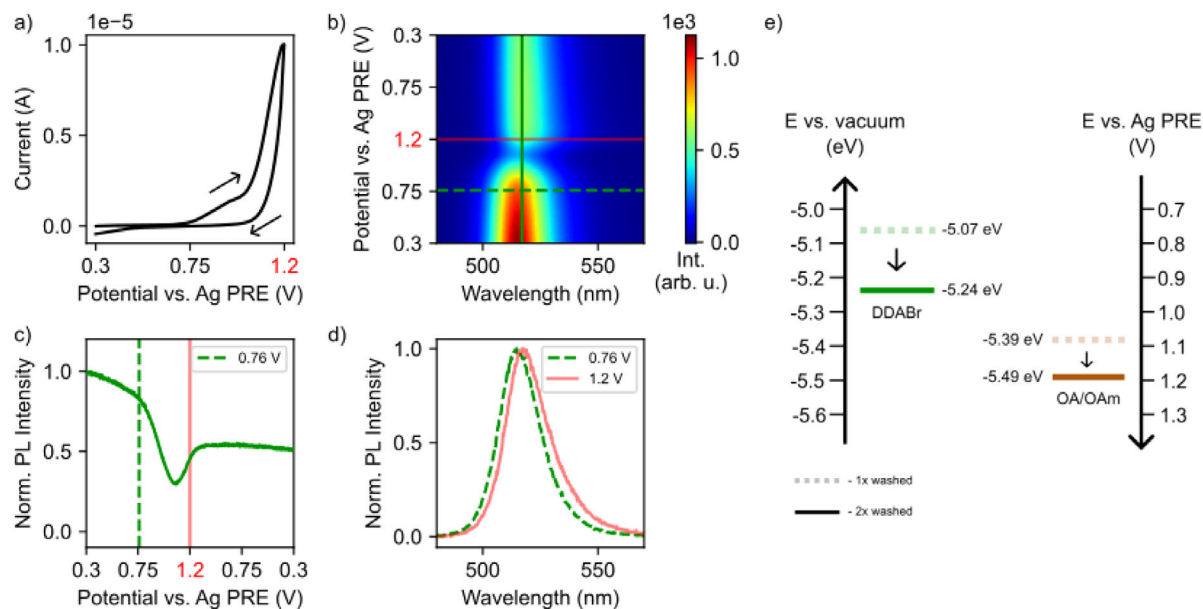 a)
1e−5
1.0
0.5
0.0
Current (A)
0.3
0.75
1.2
Potential vs. Ag PRE (V)
b)
1e3
0.3
0.75
1.2
0.75
0.3
Potential vs. Ag PRE (V)
500
550
Wavelength (nm)
1.0
0.5
0.0
Int.
(arb. u.)
c)
0.76 V
1.0
0.5
0.0
Norm. PL Intensity
0.3
0.75
1.2
0.75
0.3
Potential vs. Ag PRE (V)
d)
0.76 V
1.2 V
1.0
0.5
0.0
Norm. PL Intensity
500
550
Wavelength (nm)
e)
E vs. vacuum
(eV)
E vs. Ag PRE
(V)
-5.0
-5.1
-5.2
-5.3
-5.4
-5.5
-5.6
-5.07 eV
-5.24 eV
DDABr
-5.39 eV
-5.49 eV
OA/OAm
0.7
0.8
0.9
1.0
1.1
1.2
1.3
- 1x washed
- 2x washed